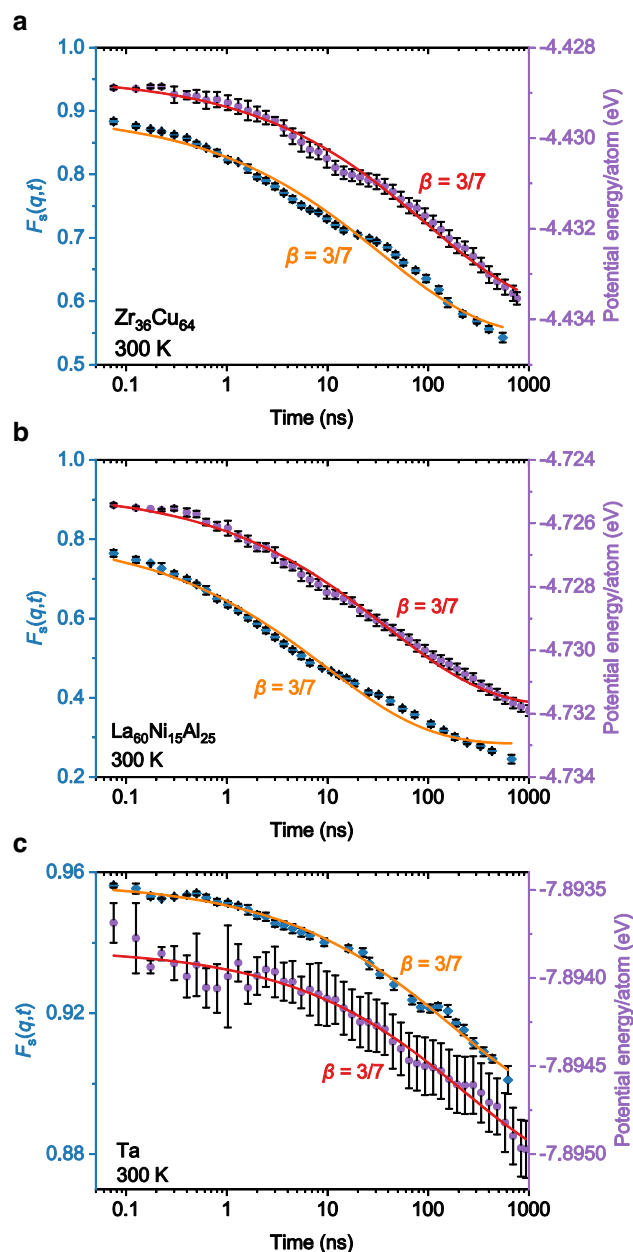 a
1.0
0.9
0.8
0.7
0.6
0.5
Fs(q,t)
-4.428
-4.430
-4.432
-4.434
Potential energy/atom (eV)
β = 3/7
β = 3/7
Zr36Cu64
300 K
0.1 1 10 100 1000
Time (ns)
b
1.0
0.8
0.6
0.4
0.2
Fs(q,t)
-4.724
-4.726
-4.728
-4.730
-4.732
-4.734
Potential energy/atom (eV)
β = 3/7
β = 3/7
La60Ni15Al25
300 K
0.1 1 10 100 1000
Time (ns)
c
0.96
0.92
0.88
Fs(q,t)
-7.8935
-7.8940
-7.8945
-7.8950
Potential energy/atom (eV)
β = 3/7
β = 3/7
Ta
300 K
0.1 1 10 100 1000
Time (ns)